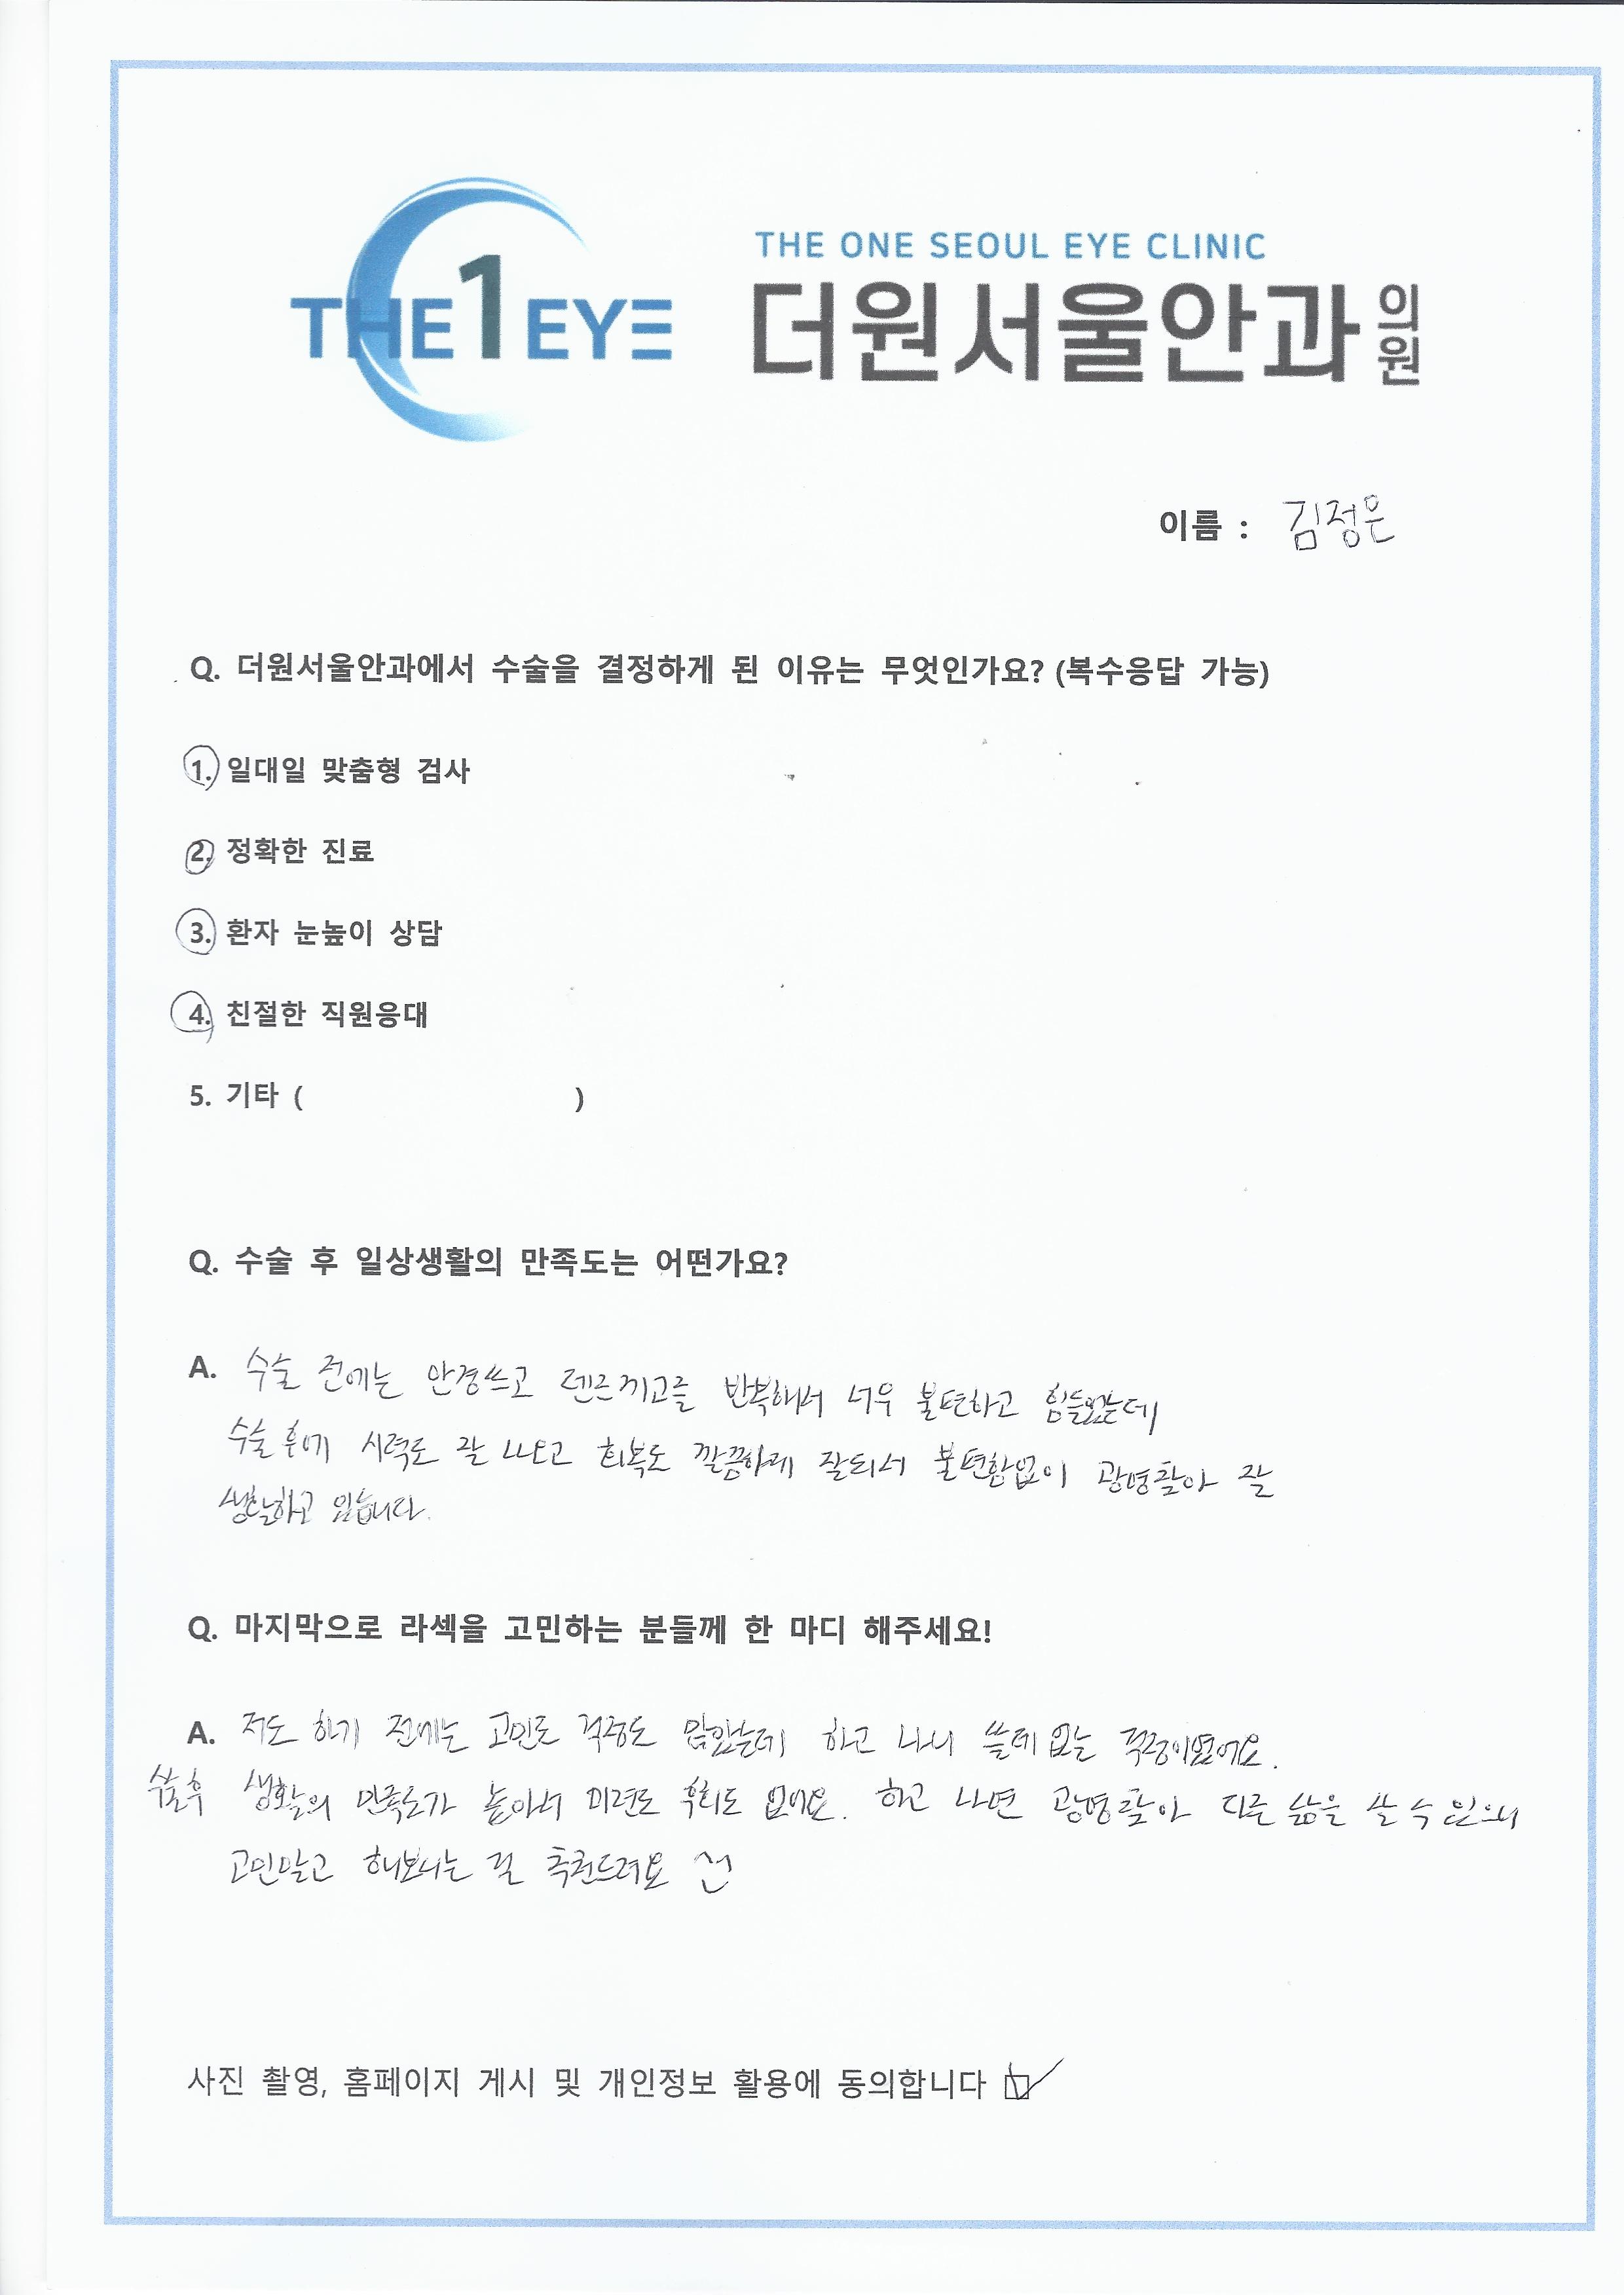 THE1EYE
THE ONE SEOUL EYE CLINIC
더원서울안과의원
이름 : 김정은
Q. 더원서울안과에서 수술을 결정하게 된 이유는 무엇인가요? (복수응답 가능)
1. 일대일 맞춤형 검사
2. 정확한 진료
3. 환자 눈높이 상담
4. 친절한 직원응대
5. 기타 ( )
Q. 수술 후 일상생활의 만족도는 어떤가요?
A. 수술 전에는 안경쓰고 렌즈끼고를 반복해서 너무 불편하고 힘들었는데
수술 후에 시력도 잘 나오고 회복도 깔끔하게 잘되서 불편함없이 광명찾아 잘
생활하고 있습니다.
Q. 마지막으로 라섹을 고민하는 분들께 한 마디 해주세요!
A. 저도 하기 전에는 고민도 걱정도 많았는데 하고 나니 쓸데없는 걱정이였어요.
수술후 생활의 만족도가 높아서 미련도 후회도 없어요. 하고 나면 광명찾아 다른 삶을 살 수 있으니
고민말고 해보시는 걸 추천드려요
사진 촬영, 홈페이지 게시 및 개인정보 활용에 동의합니다